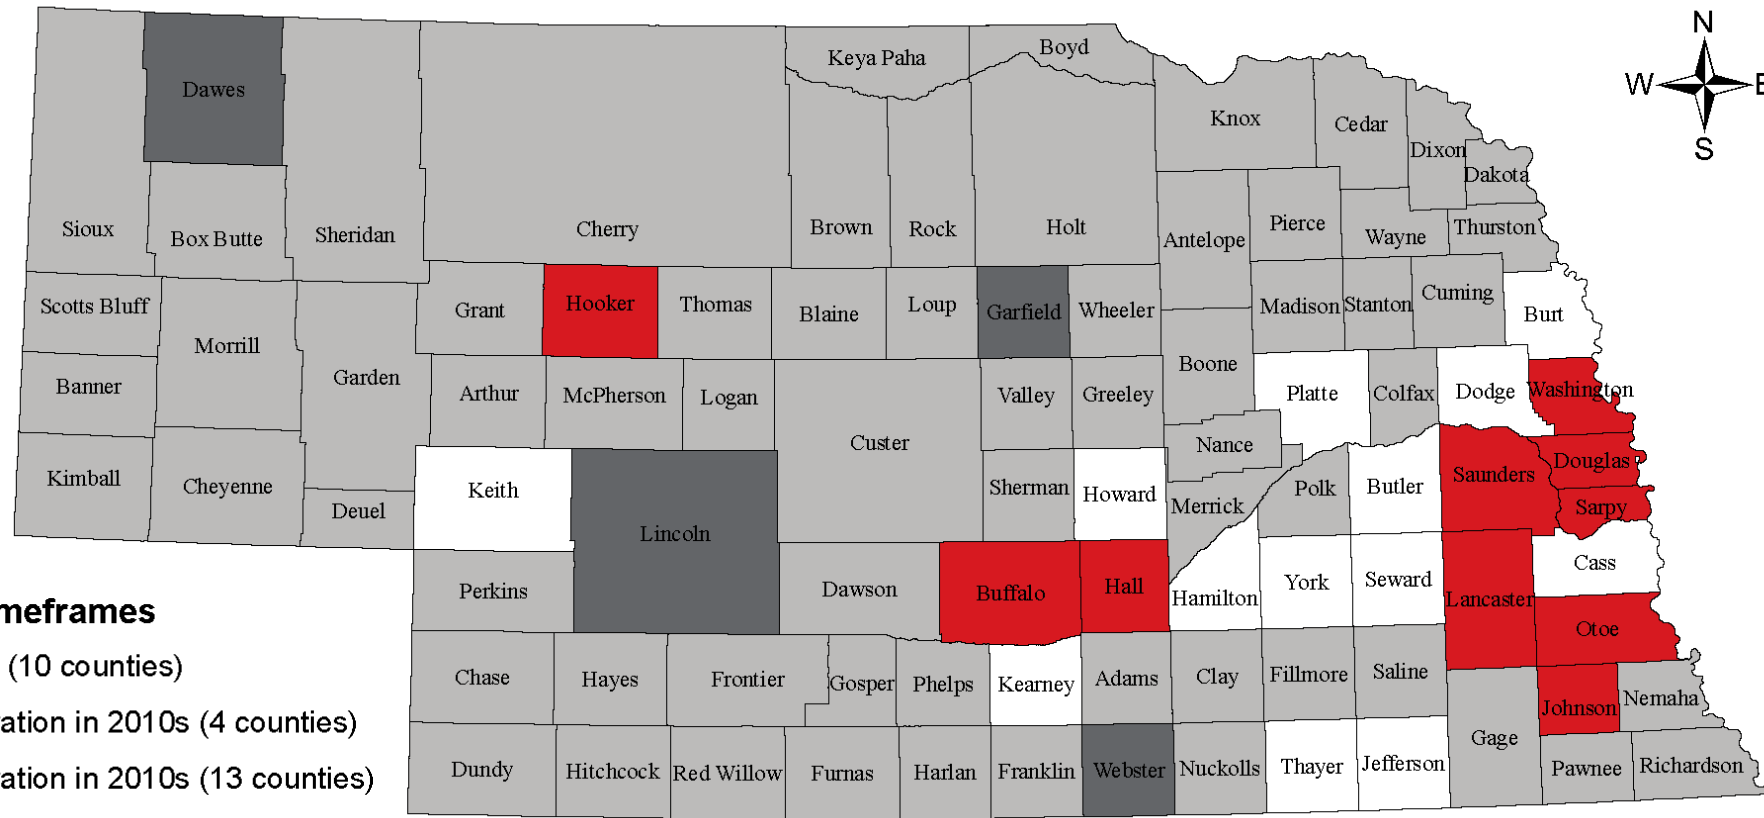 N
W E
S
Dawes
Keya Paha
Boyd
Knox
Cedar
Dixon
Dakota
Sioux
Box Butte
Sheridan
Cherry
Brown
Rock
Holt
Antelope
Pierce
Wayne
Thurston
Scotts Bluff
Morrill
Garden
Grant
Hooker
Thomas
Blaine
Loup
Garfield
Wheeler
Boone
Madison
Stanton
Cuming
Burt
Banner
Arthur
McPherson
Logan
Custer
Valley
Greeley
Nance
Platte
Colfax
Dodge
Washington
Kimball
Cheyenne
Deuel
Keith
Lincoln
Sherman
Howard
Merrick
Polk
Butler
Saunders
Douglas
Sarpy
Perkins
Dawson
Buffalo
Hall
Hamilton
York
Seward
Lancaster
Cass
Otoe
Chase
Hayes
Frontier
Gosper
Phelps
Kearney
Adams
Clay
Fillmore
Saline
Gage
Johnson
Nemaha
Dundy
Hitchcock
Red Willow
Furnas
Harlan
Franklin
Webster
Nuckolls
Thayer
Jefferson
Pawnee
Richardson
meframes
(10 counties)
ration in 2010s (4 counties)
ration in 2010s (13 counties)